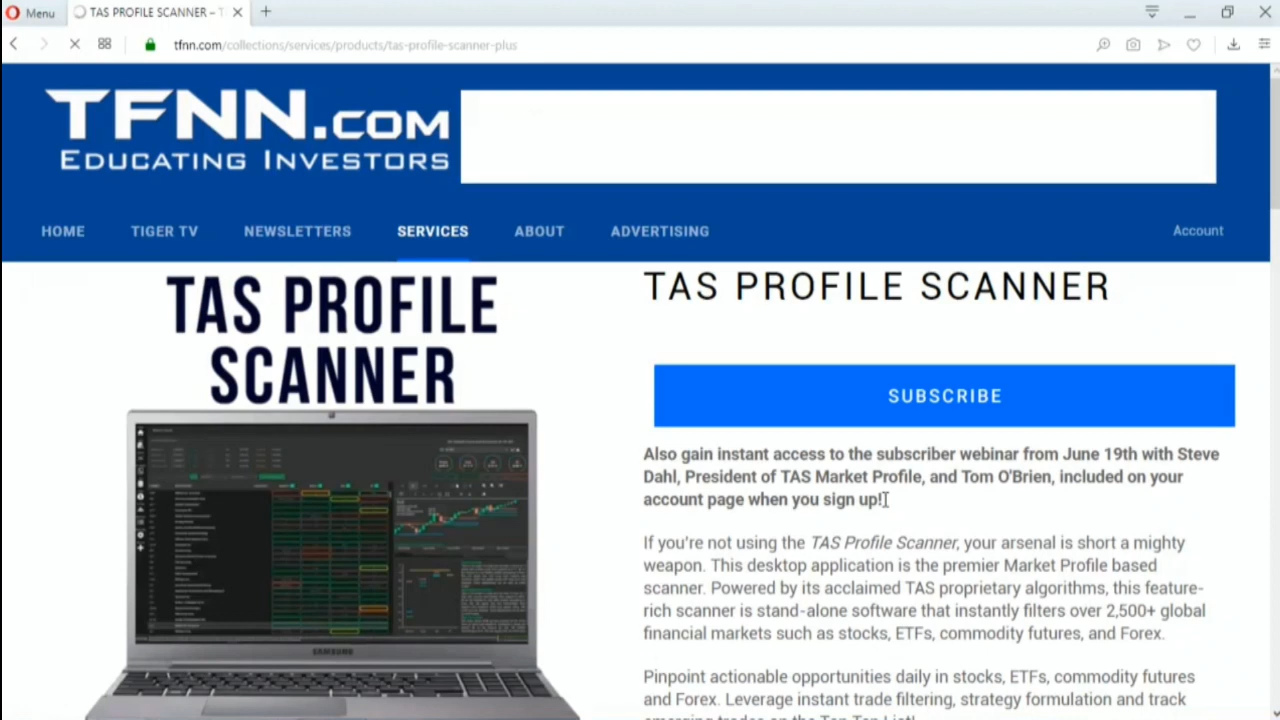 Menu
TAS PROFILE SCANNER – T
tfnn.com/collections/services/products/tas-profile-scanner-plus
TFNN.COM
EDUCATING INVESTORS
HOME TIGER TV NEWSLETTERS SERVICES ABOUT ADVERTISING Account
TAS PROFILE
SCANNER
SAMSUNG
TAS PROFILE SCANNER
SUBSCRIBE
Also gain instant access to the subscriber webinar from June 19th with Steve
Dahl, President of TAS Market Profile, and Tom O'Brien, included on your
account page when you sign up!
If you're not using the TAS Profile Scanner, your arsenal is short a mighty
weapon. This desktop application is the premier Market Profile based
scanner. Powered by its acclaimed TAS proprietary algorithms, this feature-
rich scanner is stand-alone software that instantly filters over 2,500+ global
financial markets such as stocks, ETFs, commodity futures, and Forex.
Pinpoint actionable opportunities daily in stocks, ETFs, commodity futures
and Forex. Leverage instant trade filtering, strategy formulation and track
emerging trades on the Top Ten List!